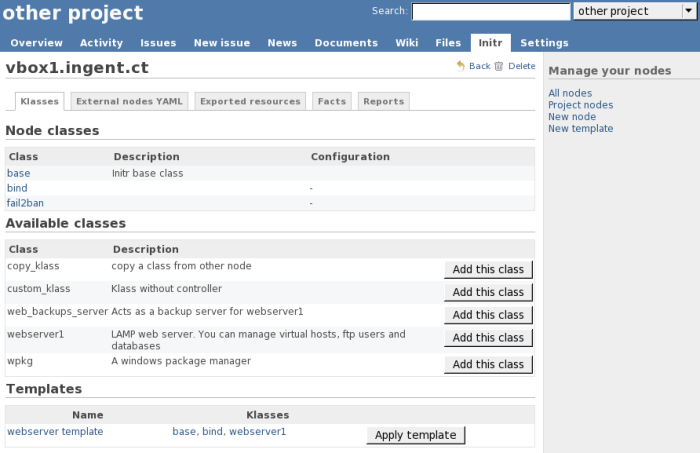 other project
Search:
other project
Overview Activity Issues New issue News Documents Wiki Files Initr Settings
vbox1.ingent.ct
Back Delete
Klasses External nodes YAML Exported resources Facts Reports
Node classes
Class Description Configuration
base Initr base class
bind -
fail2ban -
Available classes
Class Description
copy_klass copy a class from other node Add this class
custom_klass Klass without controller Add this class
web_backups_server Acts as a backup server for webserver1 Add this class
webserver1 LAMP web server. You can manage virtual hosts, ftp users and
databases Add this class
wpkg A windows package manager Add this class
Templates
Name Klasses
webserver template base, bind, webserver1 Apply template
Manage your nodes
All nodes
Project nodes
New node
New template